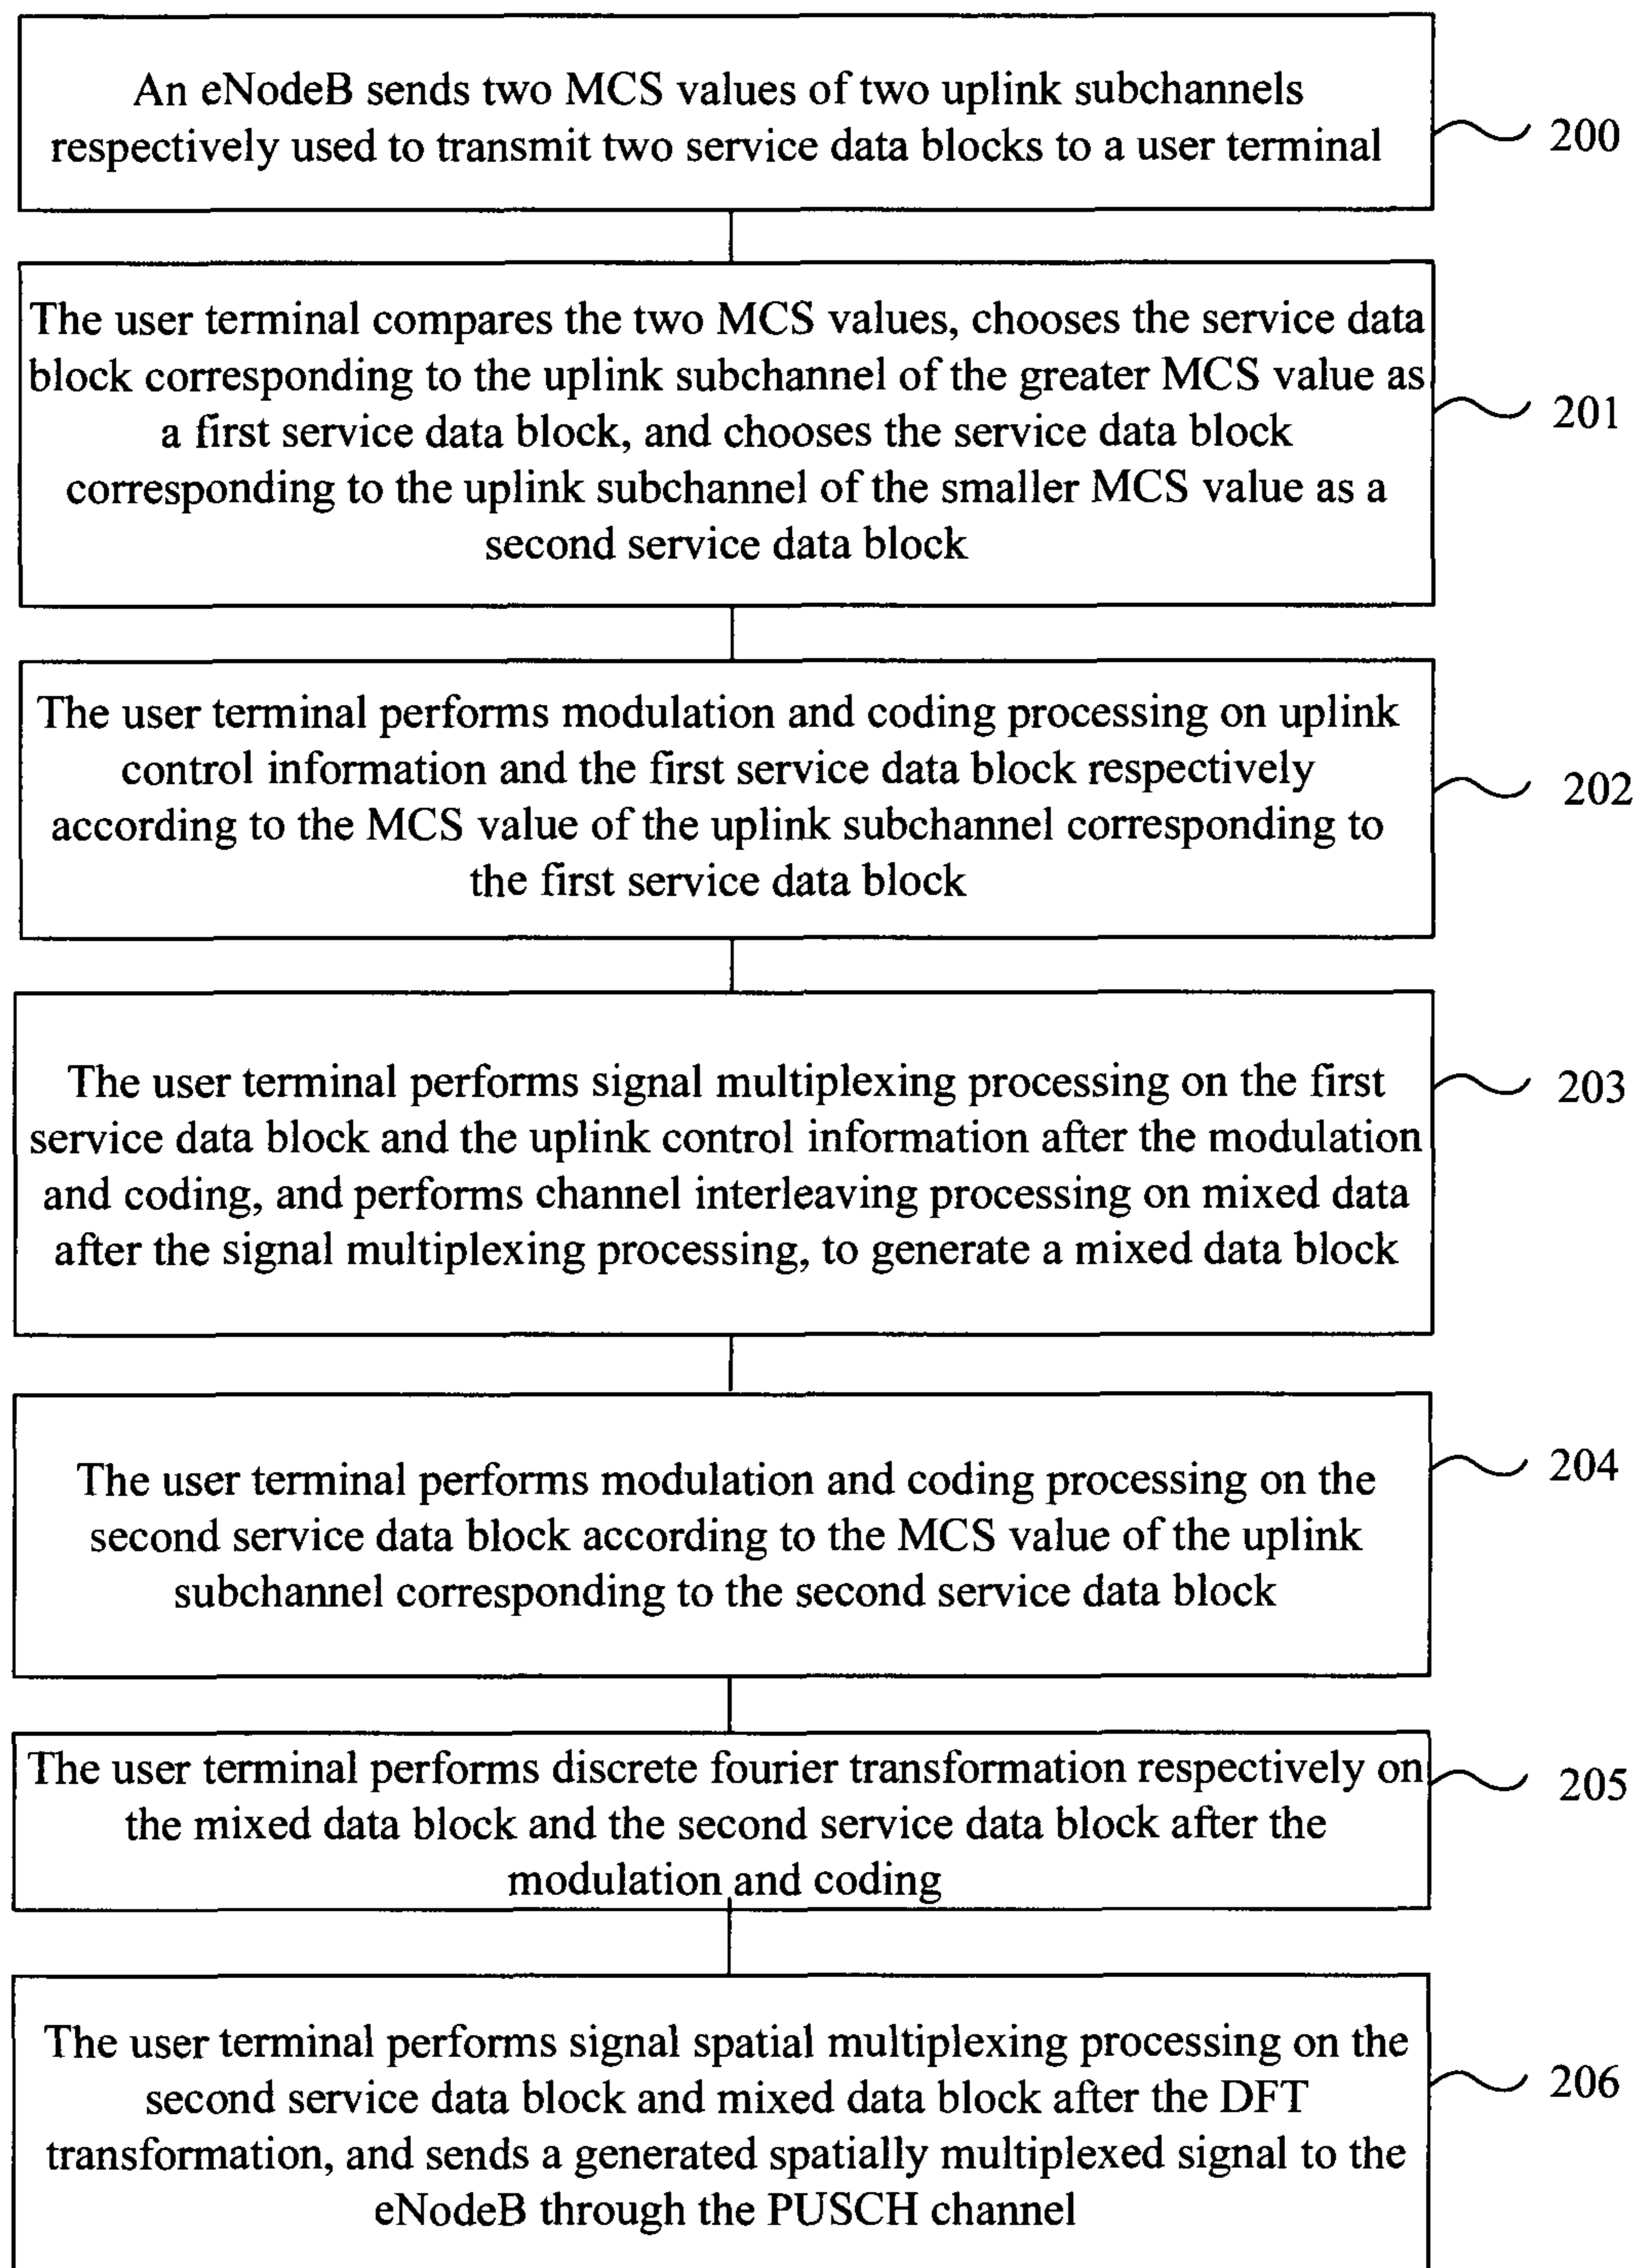 An eNodeB sends two MCS values of two uplink subchannels
respectively used to transmit two service data blocks to a user terminal
200
The user terminal compares the two MCS values, chooses the service data
block corresponding to the uplink subchannel of the greater MCS value as
a first service data block, and chooses the service data block
corresponding to the uplink subchannel of the smaller MCS value as a
second service data block
201
The user terminal performs modulation and coding processing on uplink
control information and the first service data block respectively
according to the MCS value of the uplink subchannel corresponding to
the first service data block
202
The user terminal performs signal multiplexing processing on the first
service data block and the uplink control information after the modulation
and coding, and performs channel interleaving processing on mixed data
after the signal multiplexing processing, to generate a mixed data block
203
The user terminal performs modulation and coding processing on the
second service data block according to the MCS value of the uplink
subchannel corresponding to the second service data block
204
The user terminal performs discrete fourier transformation respectively on
the mixed data block and the second service data block after the
modulation and coding
205
The user terminal performs signal spatial multiplexing processing on the
second service data block and mixed data block after the DFT
transformation, and sends a generated spatially multiplexed signal to the
eNodeB through the PUSCH channel
206